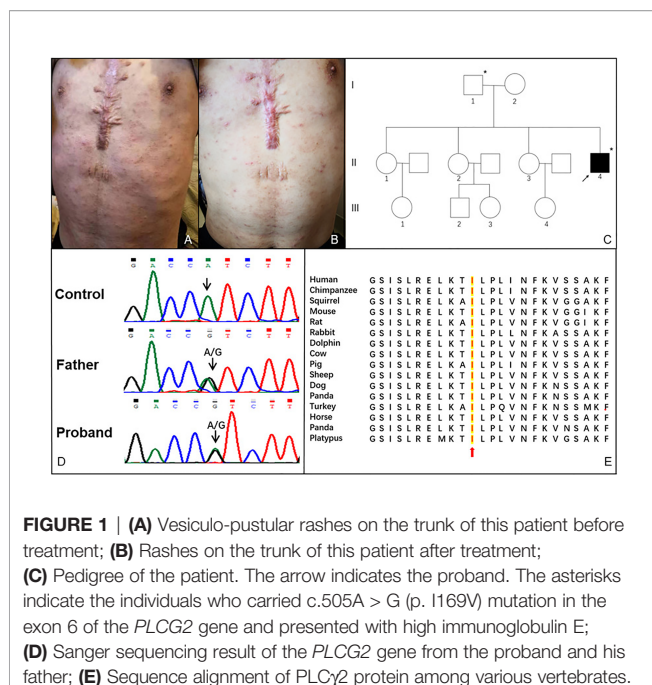 A
B
I
1
2
*
II
1
2
3
4
*
III
1
2
3
4
C
G A C C A T C T T
Control
G A C C G T C T T
Father
A/G
G A C C G T C T T
Proband
A/G
D
Human G S I S L R E L K T I L P L I N F K V S S A K F
Chimpanzee G S I S L R E L K T I L P L I N F K V S S A K F
Squirrel G S I S L R E L K A I L P L V N F K V G G A K F
Mouse G S I S L R E L K A I L P L V N F K V S G I K F
Rat G S I S L R E L K A I L P L V N F K V G G I K F
Rabbit G S I S L R E L K T I L P L L N F K A S S A K F
Dolphin G S I S L R E L K T I L P L V N F K V S S A K F
Cow G S I S L R E L K T I L P L V N F K V S S A K F
Pig G S I S L R E L K A I L P L I N F K V S S A K F
Sheep G S I S L R E L K T I L P L V N F K V S S A K F
Dog G S I S L R E L K T I L P L V N F K N S S A K F
Panda G S I S L R E L K T I L P L V N F K V S S A K F
Turkey G S I S L R E L K A I L P Q V N F K N S S M K F
Horse G S I S L R E L K T I L P L V N F K V S S A K F
Panda G S I S L R E L K T I L P L V N F K V N S A K F
Platypus G S I S L R E M K T I L P L V N F K V G S A K F
E
FIGURE 1 | (A) Vesiculo-pustular rashes on the trunk of this patient before
treatment; (B) Rashes on the trunk of this patient after treatment;
(C) Pedigree of the patient. The arrow indicates the proband. The asterisks
indicate the individuals who carried c.505A > G (p. I169V) mutation in the
exon 6 of the PLCG2 gene and presented with high immunoglobulin E;
(D) Sanger sequencing result of the PLCG2 gene from the proband and his
father; (E) Sequence alignment of PLCγ2 protein among various vertebrates.